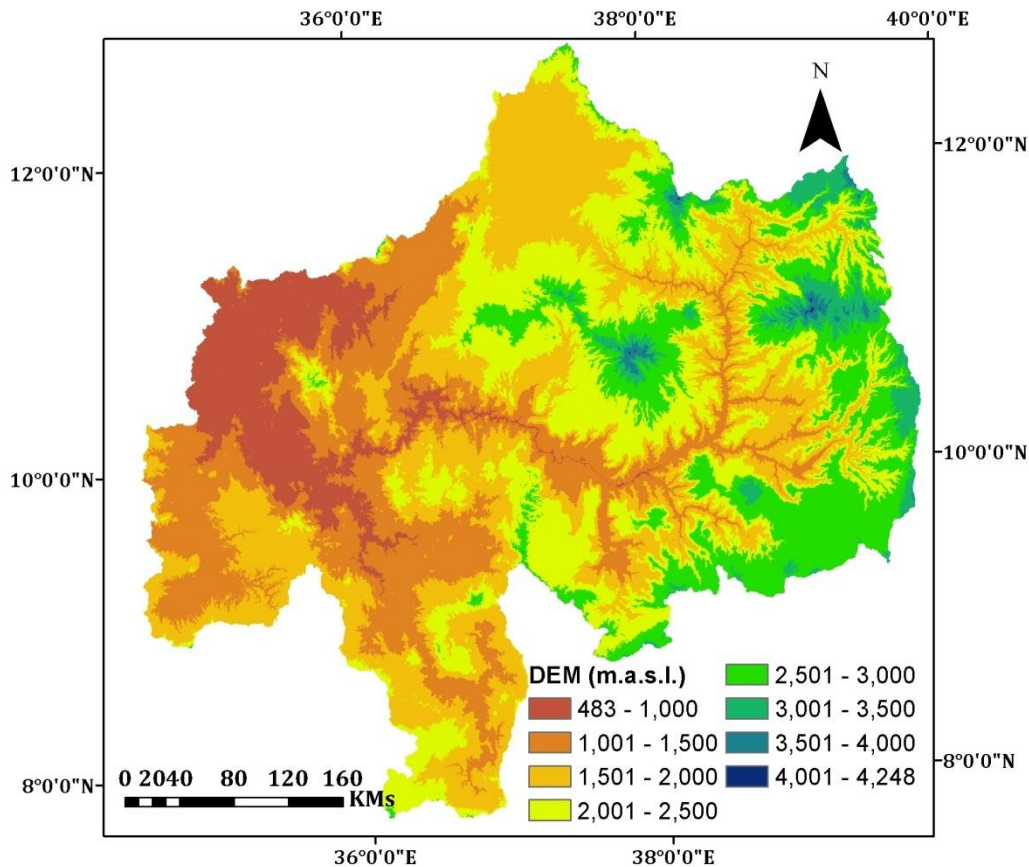 36°0'0"E 38°0'0"E 40°0'0"E
N
12°0'0"N 12°0'0"N
10°0'0"N 10°0'0"N
DEM (m.a.s.l.)
483 - 1,000
1,001 - 1,500
1,501 - 2,000
2,001 - 2,500
2,501 - 3,000
3,001 - 3,500
3,501 - 4,000
4,001 - 4,248
8°0'0"N 8°0'0"N
0 20 40 80 120 160
KMs
36°0'0"E 38°0'0"E